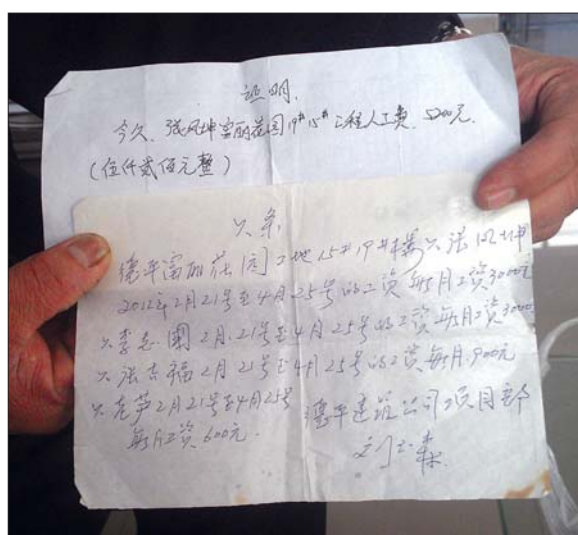 证明.
今欠 张风坤富丽花园19#15#工程人工费. 5200元.
(伍仟贰佰元整)
欠条
德平富丽花园工地15#19#楼欠张风坤
2012年2月21号至4月25号的工资每月工资3000元
欠李志国2月21号至4月25号的工资每月工资3000
欠张吉福2月21号至4月25号的工资每月900元
欠 2月21号至4月25号
每月工资600元.
德平建筑公司项目部